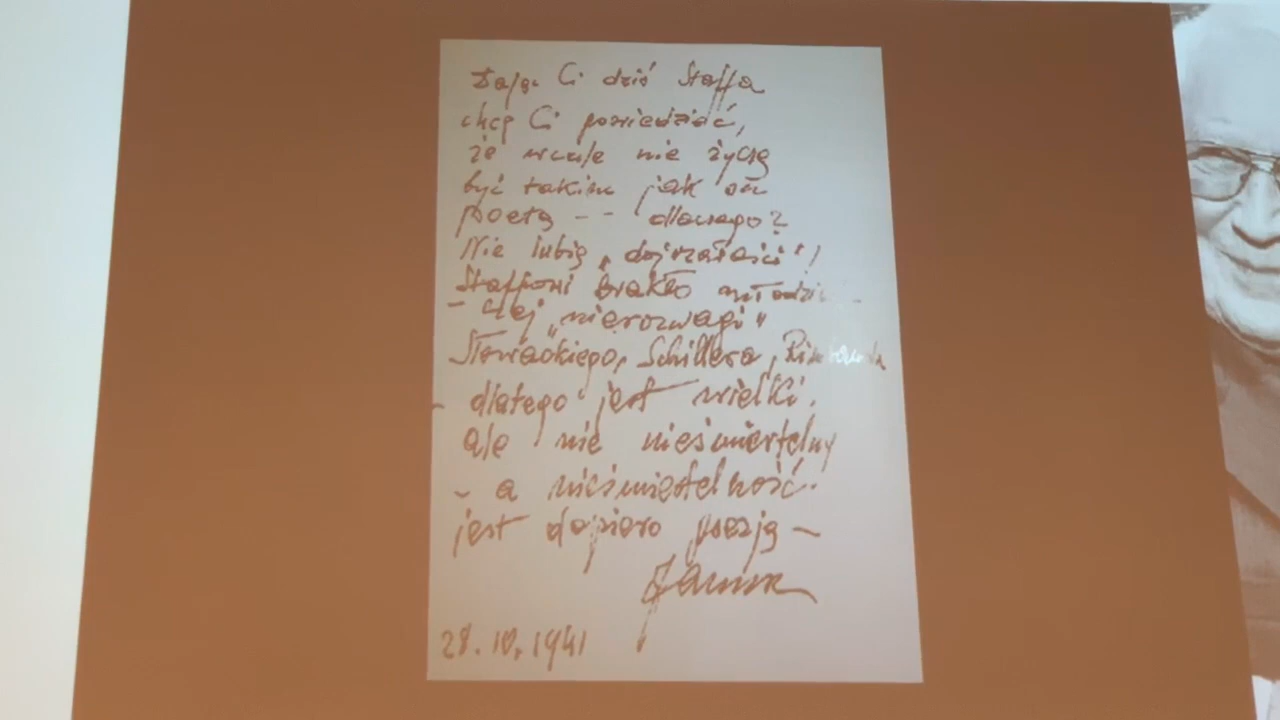 Dając Ci dziś Staffa
chcę Ci powiedzieć,
że wcale nie życzę
być takim jak on
poetą -- dlaczego?
Nie lubię „dojrzałości”!
Staffowi brakło młodzi
- tej „nierozwagi”
Słowackiego, Schillera, Rimbauda
- dlatego jest wielki.
ale nie nieśmiertelny
- a nieśmiertelność
jest dopiero poezją -
28.10.1941